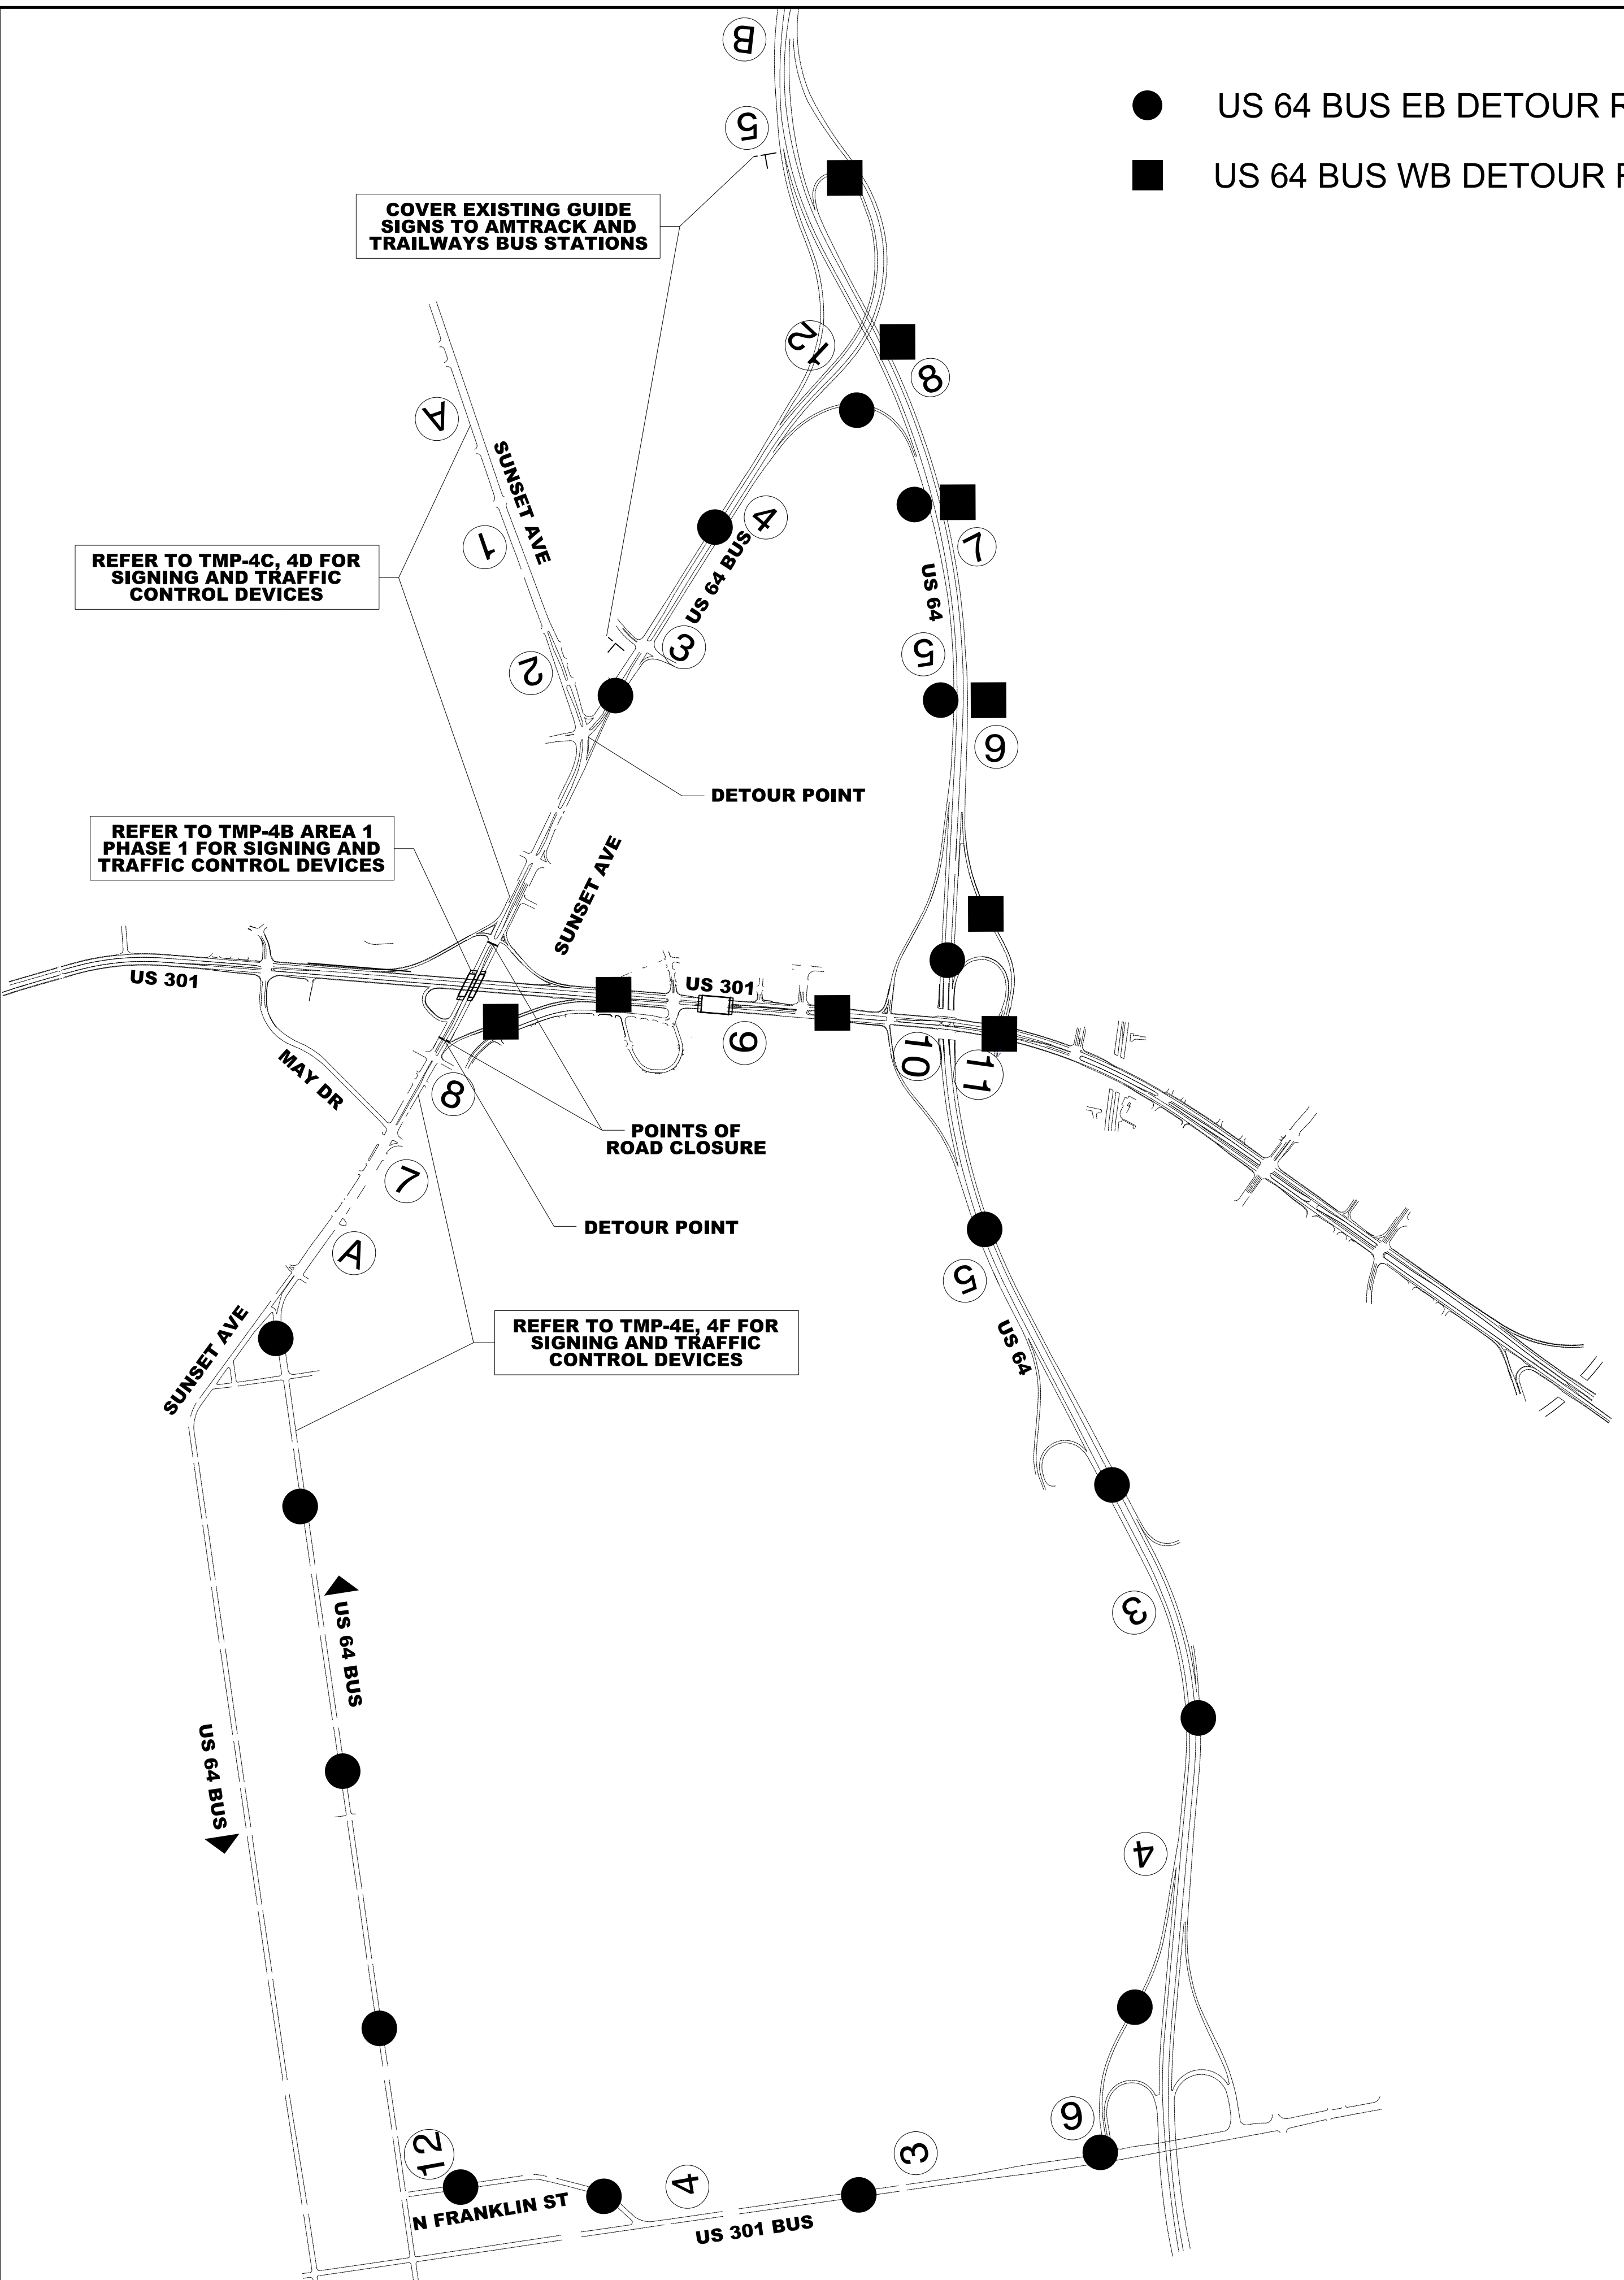 B
5
US 64 BUS EB DETOUR
US 64 BUS WB DETOUR
COVER EXISTING GUIDE
SIGNS TO AMTRACK AND
TRAILWAYS BUS STATIONS
12
8
A
SUNSET AVE
1
4
US 64 BUS
7
REFER TO TMP-4C, 4D FOR
SIGNING AND TRAFFIC
CONTROL DEVICES
US 64
3
5
2
6
DETOUR POINT
REFER TO TMP-4B AREA 1
PHASE 1 FOR SIGNING AND
TRAFFIC CONTROL DEVICES
SUNSET AVE
US 301
US 301
9
10
11
MAY DR
8
POINTS OF
ROAD CLOSURE
7
DETOUR POINT
A
5
SUNSET AVE
REFER TO TMP-4E, 4F FOR
SIGNING AND TRAFFIC
CONTROL DEVICES
US 64
3
US 64 BUS
US 64 BUS
4
12
6
3
4
N FRANKLIN ST
US 301 BUS